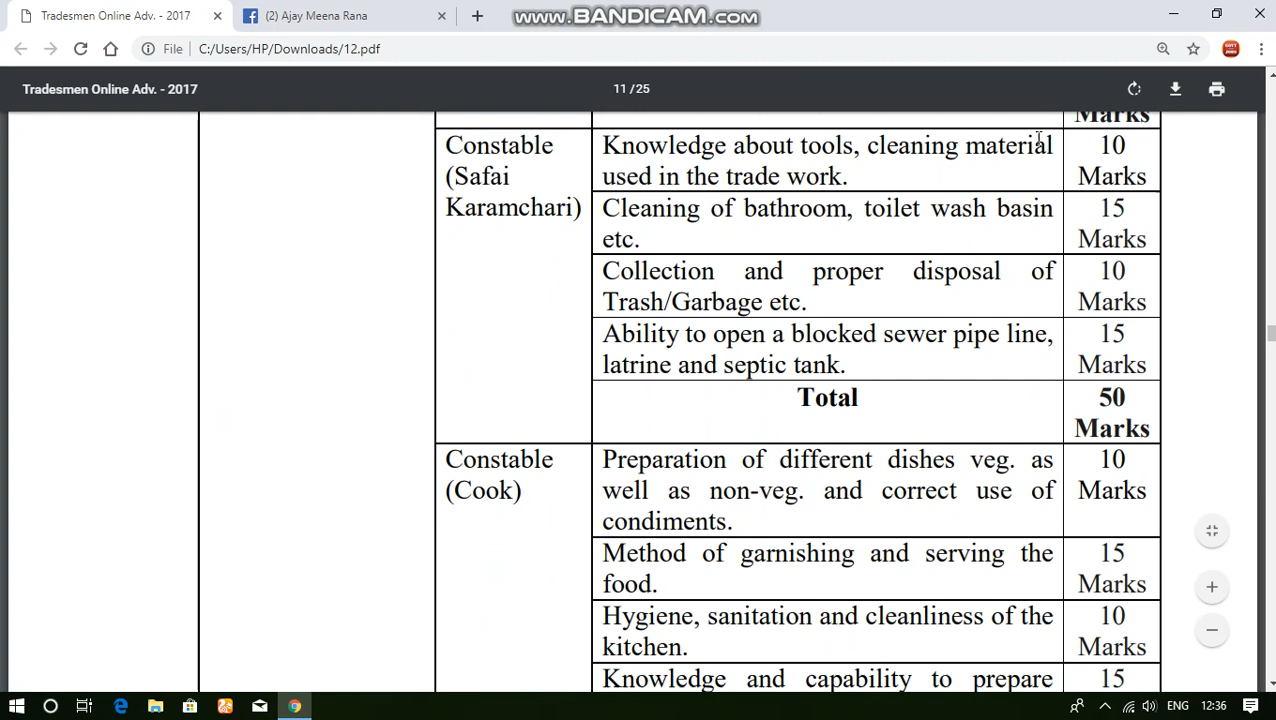 Tradesmen Online Adv. - 2017
(2) Ajay Meena Rana
www.BANDICAM.com
File C:/Users/HP/Downloads/12.pdf
Tradesmen Online Adv. - 2017
11 / 25
Marks
Constable (Safai Karamchari)
Knowledge about tools, cleaning material
used in the trade work.
10
Marks
Cleaning of bathroom, toilet wash basin
etc.
15
Marks
Collection and proper disposal of
Trash/Garbage etc.
10
Marks
Ability to open a blocked sewer pipe line,
latrine and septic tank.
15
Marks
Total
50
Marks
Constable
(Cook)
Preparation of different dishes veg. as
well as non-veg. and correct use of
condiments.
10
Marks
Method of garnishing and serving the
food.
15
Marks
Hygiene, sanitation and cleanliness of the
kitchen.
10
Marks
Knowledge and capability to prepare
15
ENG
12:36